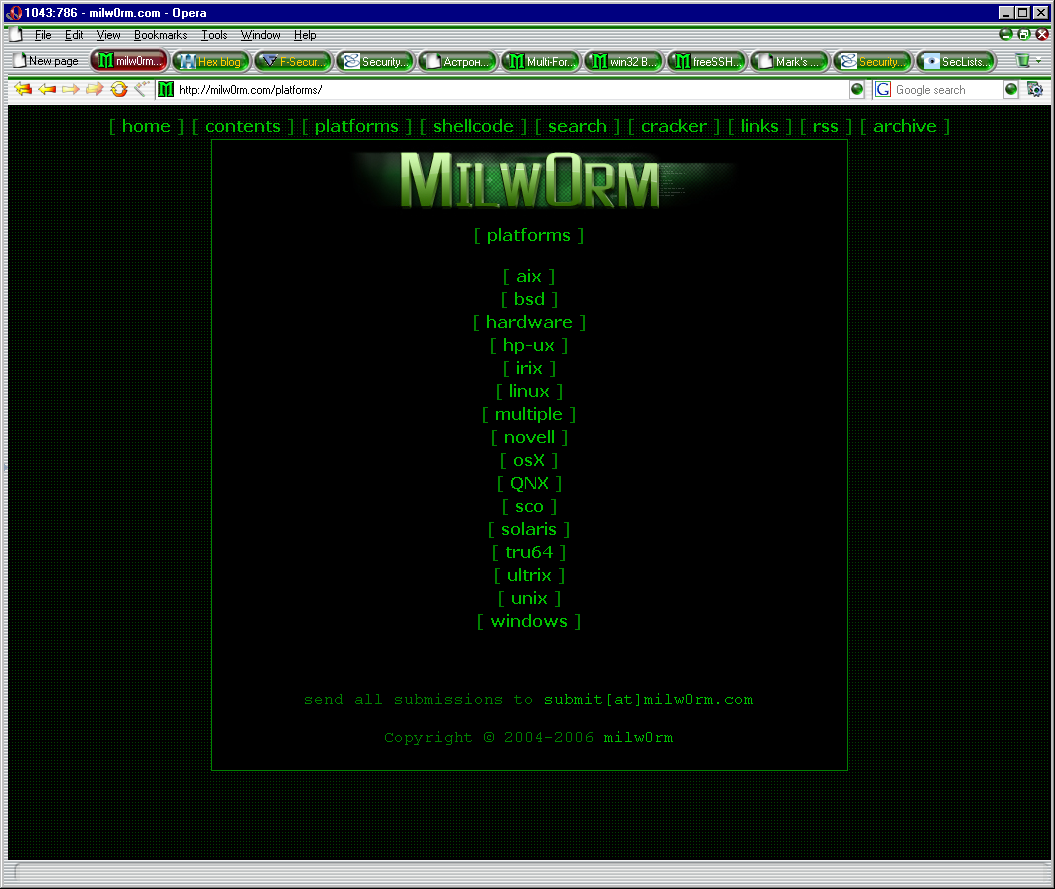 1043:786 - milw0rm.com - Opera
File Edit View Bookmarks Tools Window Help
New page milw0rm... Hex blog F-Secur... Security... Астрон... Multi-For... win32 B... freeSSH... Mark's ... Security... SecLists...
http://milw0rm.com/platforms/ Google search
[ home ] [ contents ] [ platforms ] [ shellcode ] [ search ] [ cracker ] [ links ] [ rss ] [ archive ]
MILW0RM
[ platforms ]
[ aix ]
[ bsd ]
[ hardware ]
[ hp-ux ]
[ irix ]
[ linux ]
[ multiple ]
[ novell ]
[ osX ]
[ QNX ]
[ sco ]
[ solaris ]
[ tru64 ]
[ ultrix ]
[ unix ]
[ windows ]
send all submissions to submit[at]milw0rm.com
Copyright © 2004-2006 milw0rm